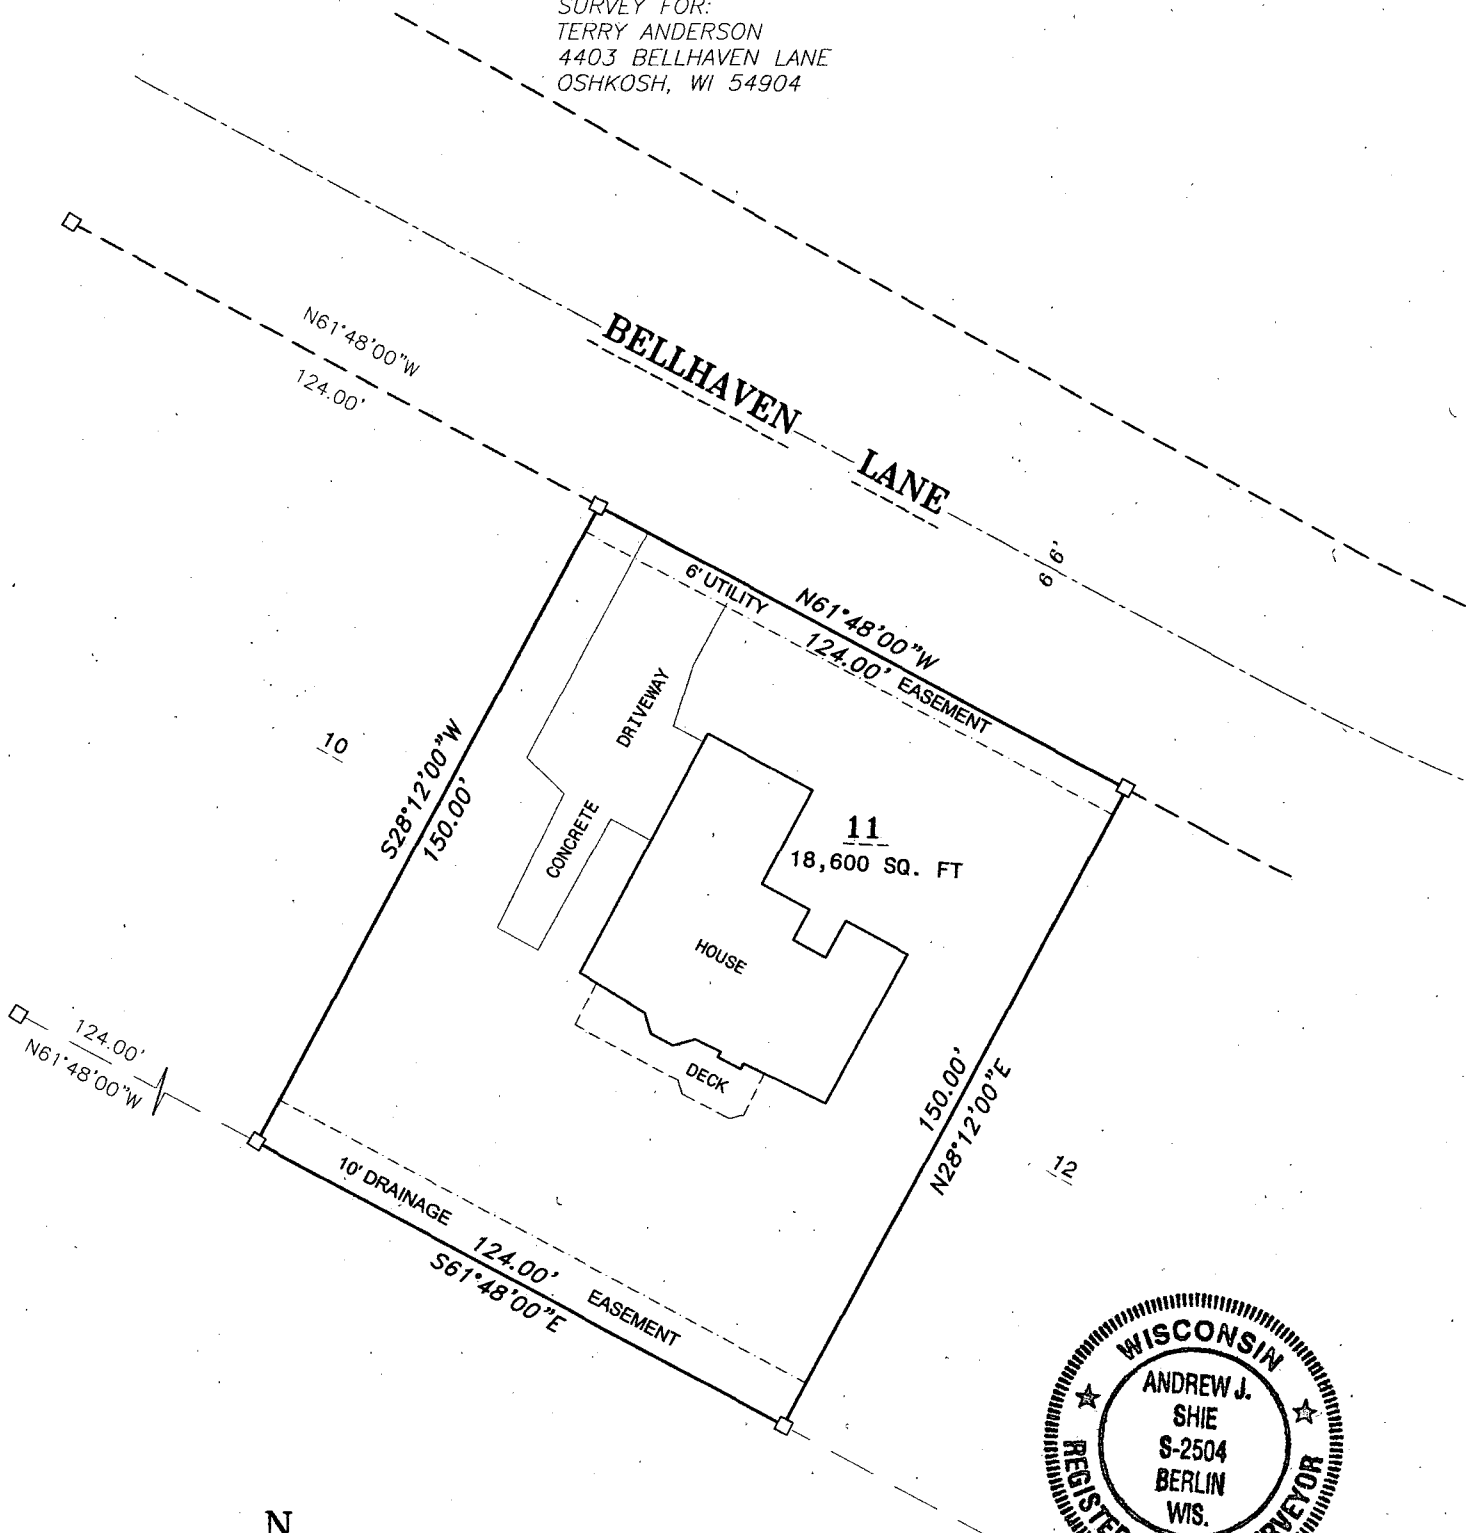 SURVEY FOR:
TERRY ANDERSON
4403 BELLHAVEN LANE
OSHKOSH, WI 54904
N61°48'00"W
124.00'
BELLHAVEN LANE
66'
6' UTILITY EASEMENT
N61°48'00"W
124.00'
DRIVEWAY
CONCRETE
10
S28°12'00"W
150.00'
11
18,600 SQ. FT
HOUSE
DECK
124.00'
N61°48'00"W
150.00'
N28°12'00"E
12
10' DRAINAGE EASEMENT
124.00'
S61°48'00"E
WISCONSIN
ANDREW J.
SHIE
S-2504
BERLIN
WIS.
N